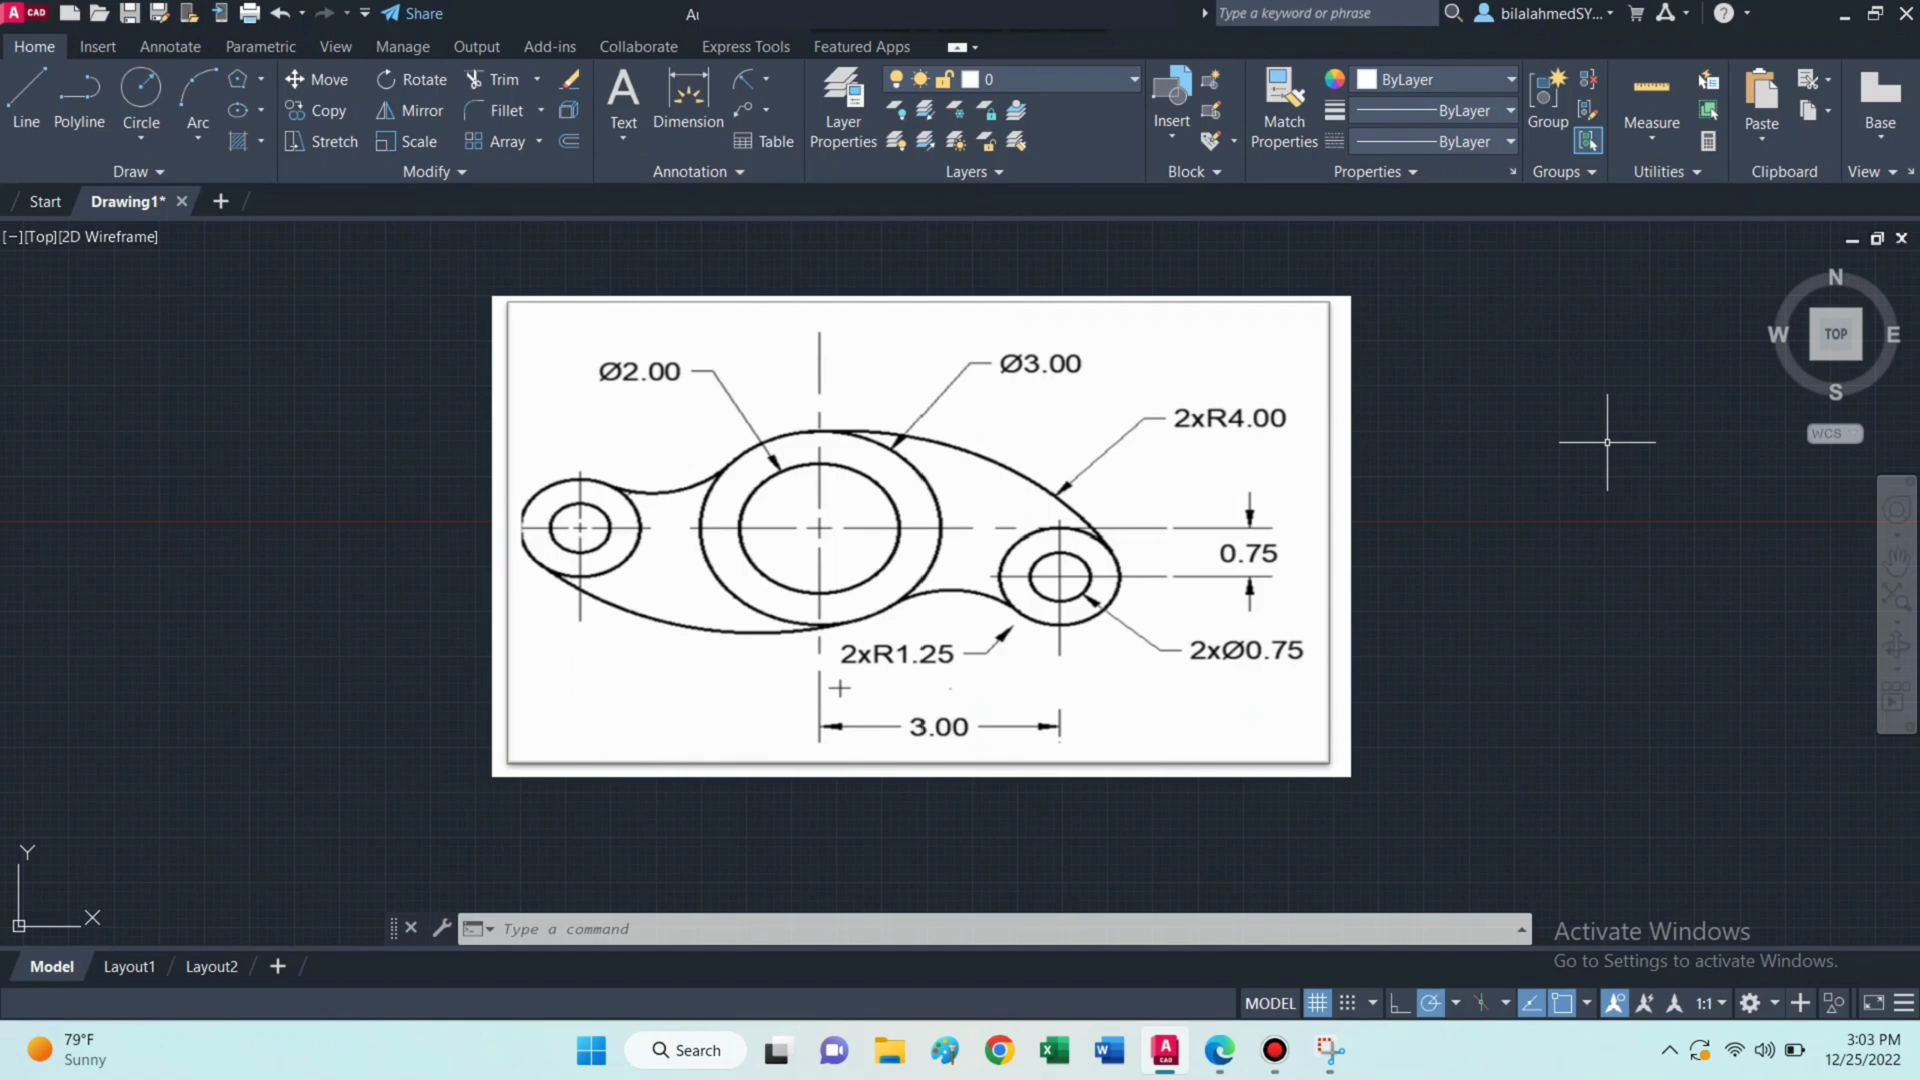 CAD
Share
Au
Type a keyword or phrase
bilalahmedSY...
Home Insert Annotate Parametric View Manage Output Add-ins Collaborate Express Tools Featured Apps
Line Polyline Circle Arc
Move Rotate Trim
Copy Mirror Fillet
Stretch Scale Array
Text Dimension
Table
Layer Properties
0
Insert
Match Properties
ByLayer
ByLayer
ByLayer
Group
Measure
Paste
Base
Draw Modify Annotation Layers Block Properties Groups Utilities Clipboard View
Start Drawing1*
[−][Top][2D Wireframe]
N
W TOP E
S
WCS
Ø2.00
Ø3.00
2xR4.00
0.75
2xR1.25
2xØ0.75
3.00
Y
X
Type a command
Activate Windows
Go to Settings to activate Windows.
Model Layout1 Layout2
MODEL
1:1
79°F
Sunny
Search
3:03 PM
12/25/2022